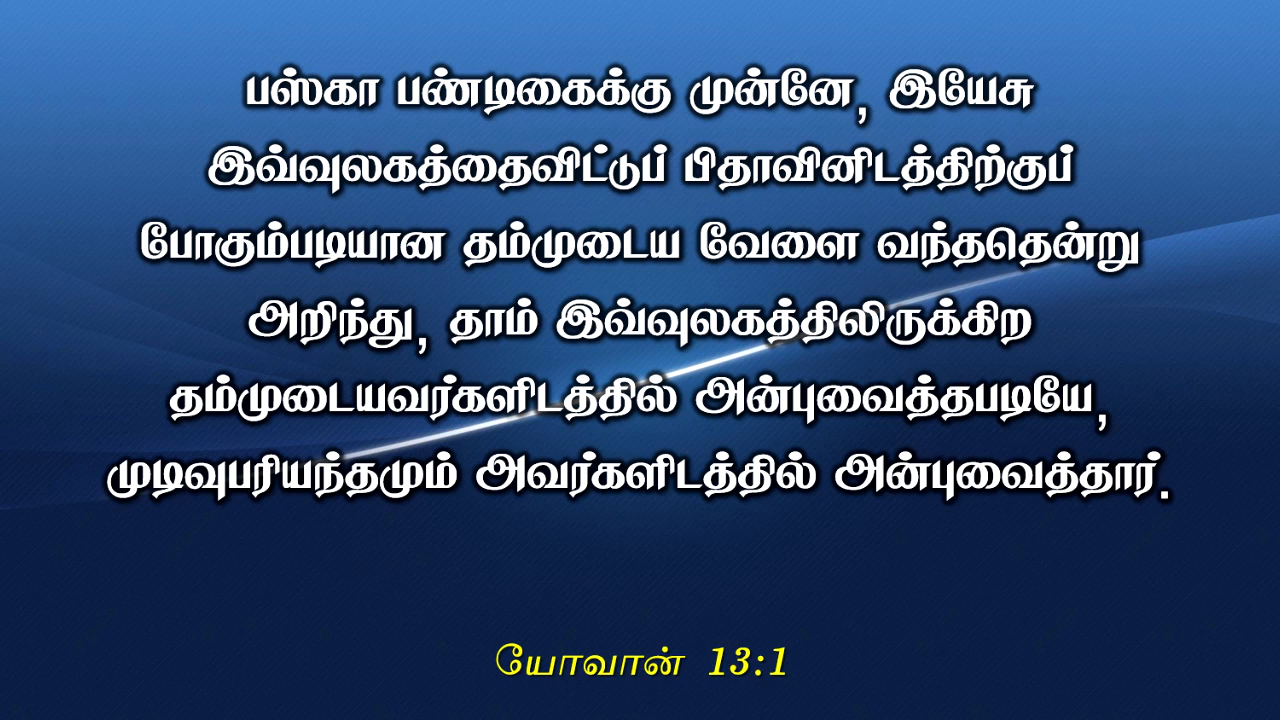 பஸ்கா பண்டிகைக்கு முன்னே, இயேசு
இவ்வுலகத்தைவிட்டுப் பிதாவினிடத்திற்குப்
போகும்படியான தம்முடைய வேளை வந்ததென்று
அறிந்து, தாம் இவ்வுலகத்திலிருக்கிற
தம்முடையவர்களிடத்தில் அன்புவைத்தபடியே,
முடிவுபரியந்தமும் அவர்களிடத்தில் அன்புவைத்தார்.
யோவான் 13:1